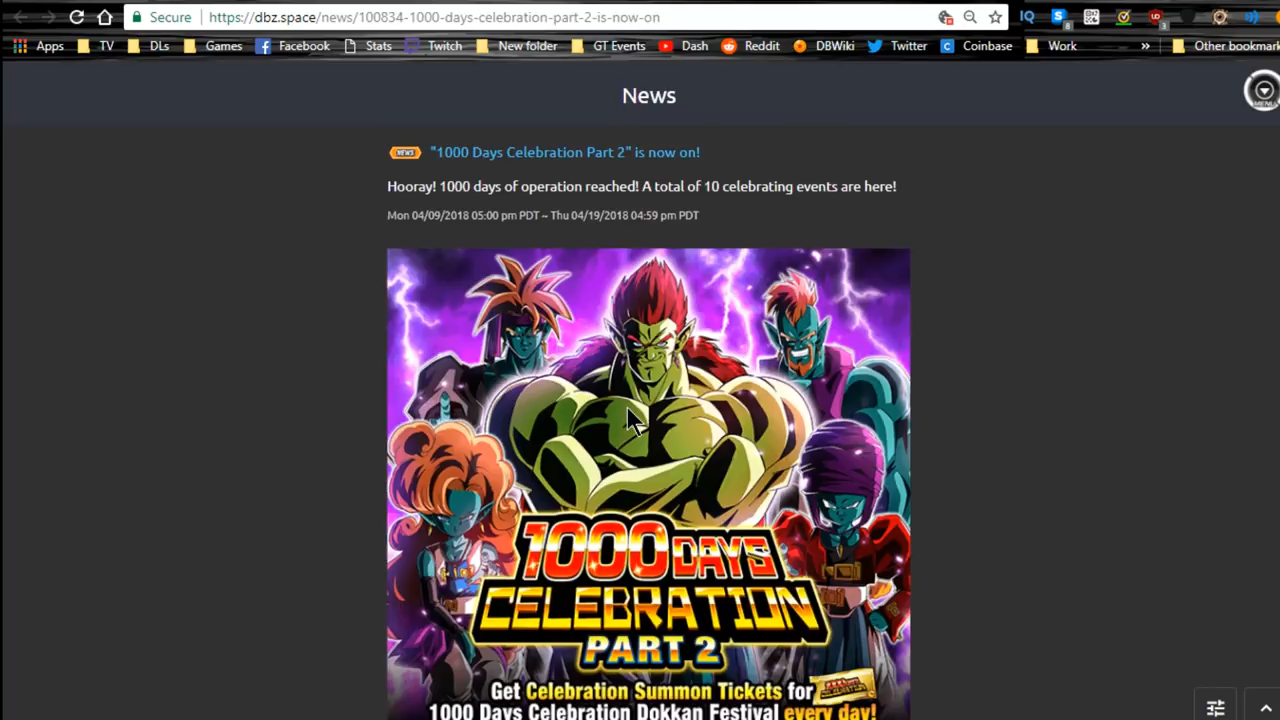 Secure https://dbz.space/news/100834-1000-days-celebration-part-2-is-now-on
Apps TV DLs Games Facebook Stats Twitch New folder GT Events Dash Reddit DBWiki Twitter Coinbase Work » Other bookmark
News
MENU
NEWS "1000 Days Celebration Part 2" is now on!
Hooray! 1000 days of operation reached! A total of 10 celebrating events are here!
Mon 04/09/2018 05:00 pm PDT ~ Thu 04/19/2018 04:59 pm PDT
1000 DAYS
CELEBRATION
PART 2
Get Celebration Summon Tickets for
1000 Days Celebration Dokkan Festival every day!